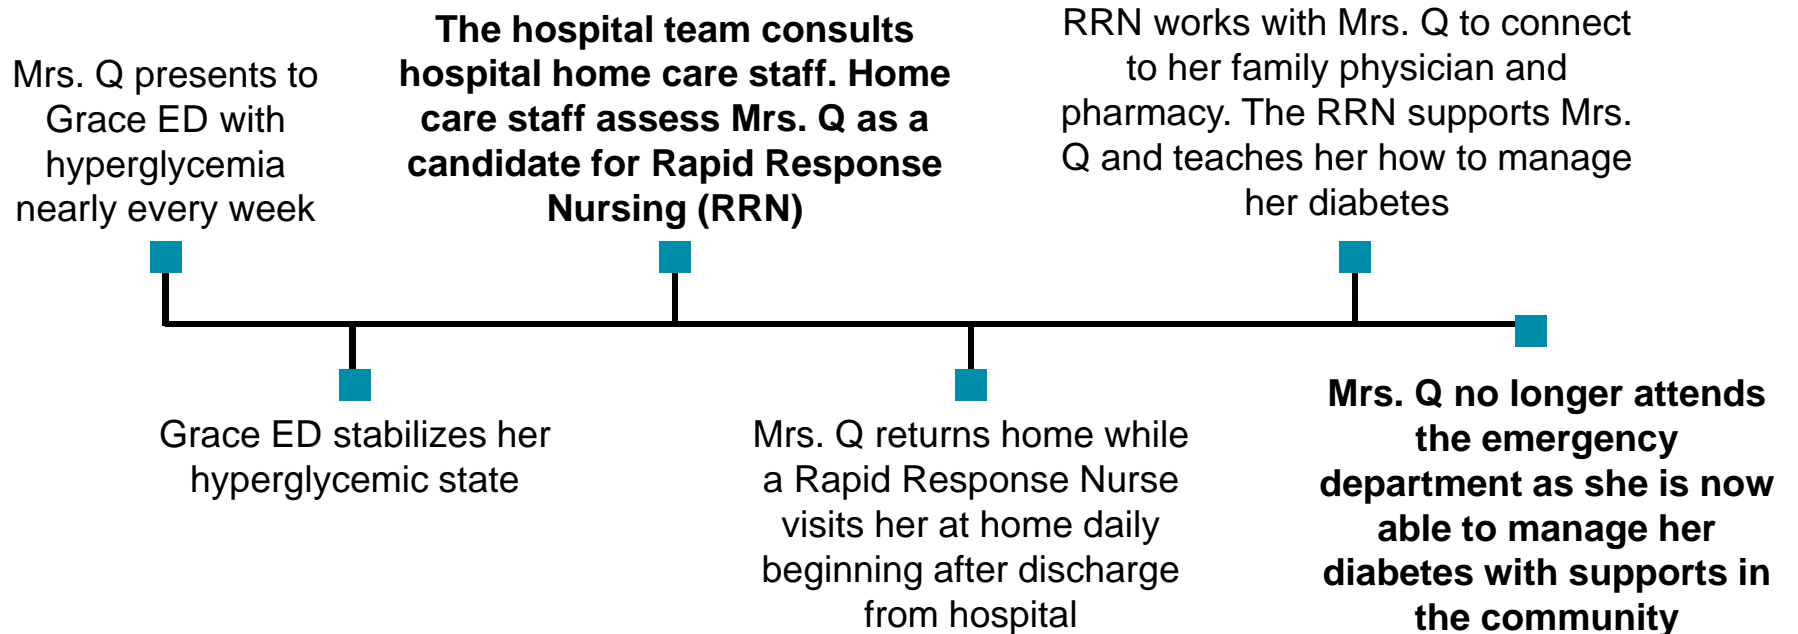 Mrs. Q presents to
Grace ED with
hyperglycemia
nearly every week
Grace ED stabilizes her
hyperglycemic state
The hospital team consults
hospital home care staff. Home
care staff assess Mrs. Q as a
candidate for Rapid Response
Nursing (RRN)
Mrs. Q returns home while
a Rapid Response Nurse
visits her at home daily
beginning after discharge
from hospital
RRN works with Mrs. Q to connect
to her family physician and
pharmacy. The RRN supports Mrs.
Q and teaches her how to manage
her diabetes
Mrs. Q no longer attends
the emergency
department as she is now
able to manage her
diabetes with supports in
the community